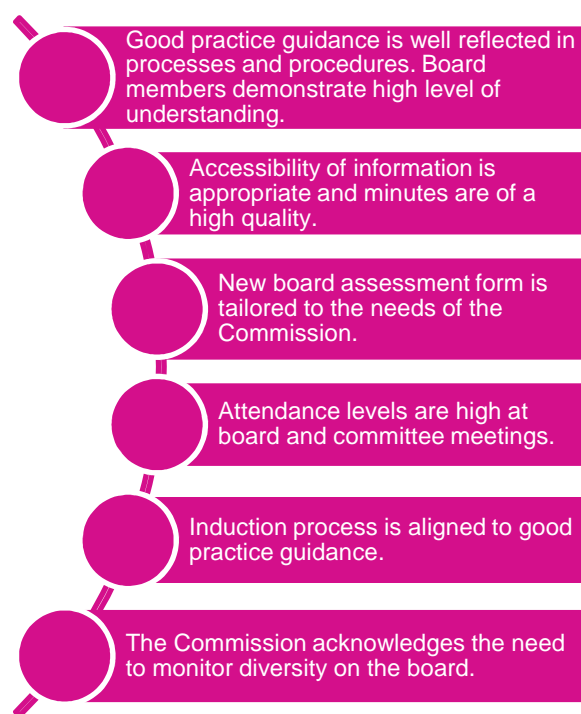 Good practice guidance is well reflected in
processes and procedures. Board
members demonstrate high level of
understanding.
Accessibility of information is
appropriate and minutes are of a
high quality.
New board assessment form is
tailored to the needs of the
Commission.
Attendance levels are high at
board and committee meetings.
Induction process is aligned to good
practice guidance.
The Commission acknowledges the need
to monitor diversity on the board.